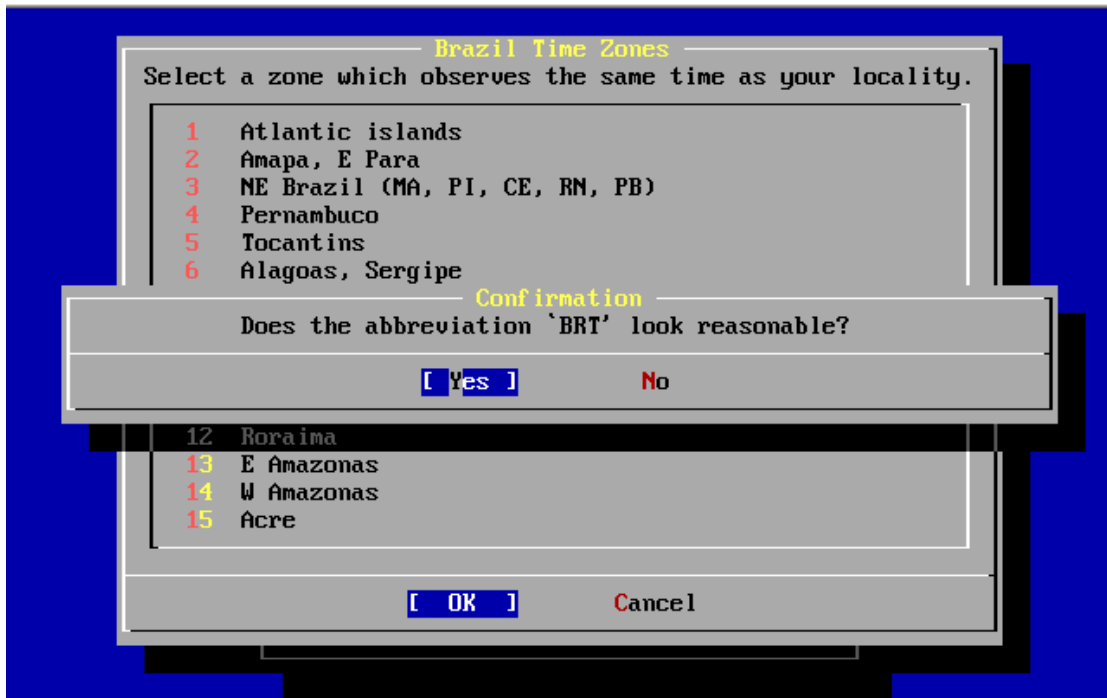 Brazil Time Zones
Select a zone which observes the same time as your locality.
1 Atlantic islands
2 Amapa, E Para
3 NE Brazil (MA, PI, CE, RN, PB)
4 Pernambuco
5 Tocantins
6 Alagoas, Sergipe
Confirmation
Does the abbreviation `BRT' look reasonable?
[ Yes ] No
12 Roraima
13 E Amazonas
14 W Amazonas
15 Acre
[ OK ] Cancel